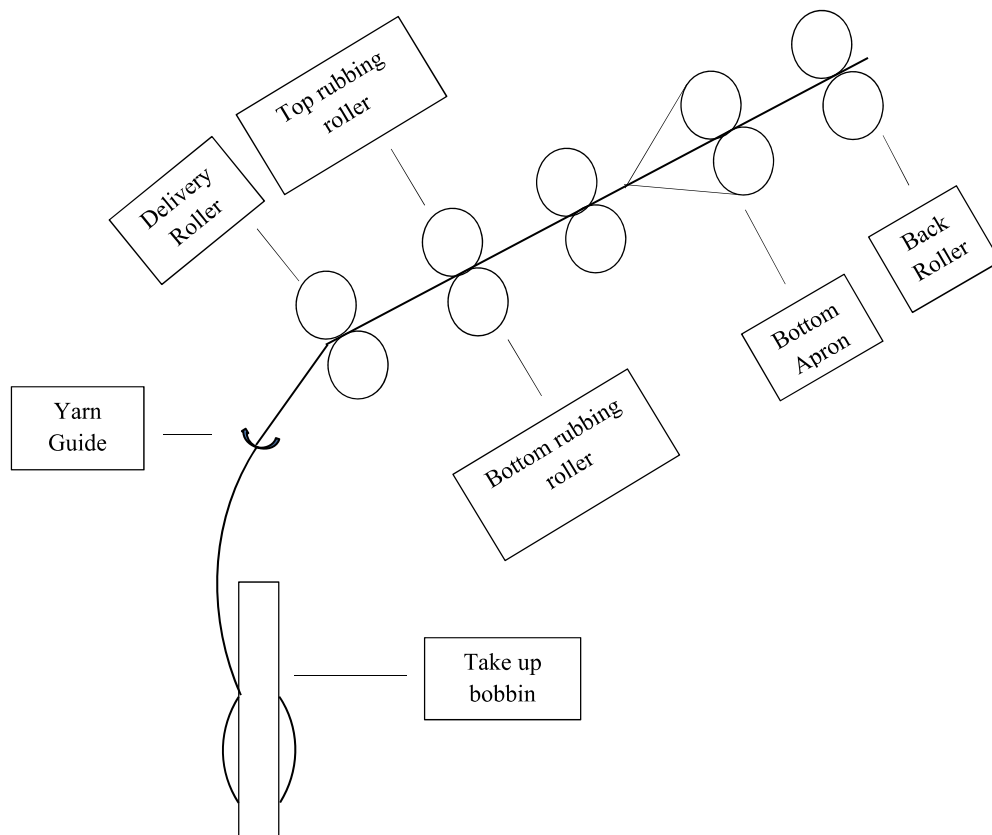 Top rubbing
roller
Delivery
Roller
Back
Roller
Bottom
Apron
Yarn
Guide
Bottom rubbing
roller
Take up
bobbin